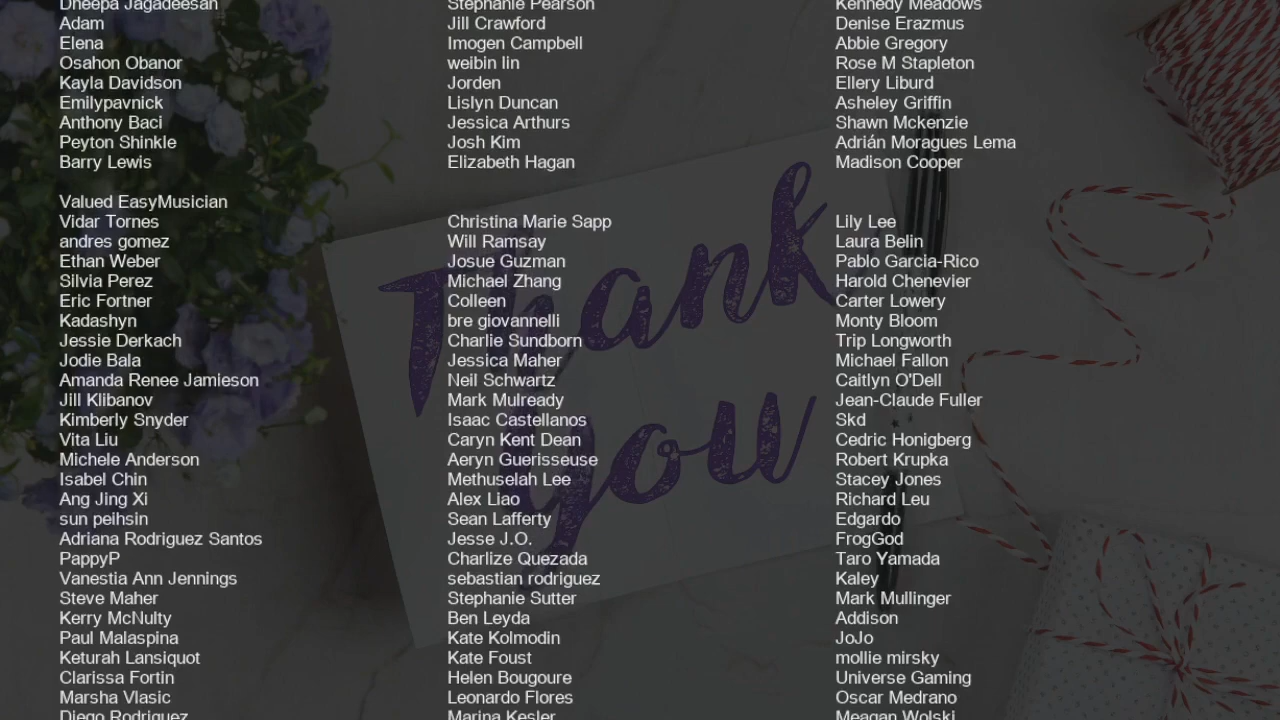 Dheepa Jagadeesan
Adam
Elena
Osahon Obanor
Kayla Davidson
Emilypavnick
Anthony Baci
Peyton Shinkle
Barry Lewis
Stephanie Pearson
Jill Crawford
Imogen Campbell
weibin lin
Jorden
Lislyn Duncan
Jessica Arthurs
Josh Kim
Elizabeth Hagan
Kennedy Meadows
Denise Erazmus
Abbie Gregory
Rose M Stapleton
Ellery Liburd
Asheley Griffin
Shawn Mckenzie
Adrián Moragues Lema
Madison Cooper
Valued EasyMusician
Vidar Tornes
andres gomez
Ethan Weber
Silvia Perez
Eric Fortner
Kadashyn
Jessie Derkach
Jodie Bala
Amanda Renee Jamieson
Jill Klibanov
Kimberly Snyder
Vita Liu
Michele Anderson
Isabel Chin
Ang Jing Xi
sun peihsin
Adriana Rodriguez Santos
PappyP
Vanestia Ann Jennings
Steve Maher
Kerry McNulty
Paul Malaspina
Keturah Lansiquot
Clarissa Fortin
Marsha Vlasic
Diego Rodriguez
Christina Marie Sapp
Will Ramsay
Josue Guzman
Michael Zhang
Colleen
bre giovannelli
Charlie Sundborn
Jessica Maher
Neil Schwartz
Mark Mulready
Isaac Castellanos
Caryn Kent Dean
Aeryn Guerisseuse
Methuselah Lee
Alex Liao
Sean Lafferty
Jesse J.O.
Charlize Quezada
sebastian rodriguez
Stephanie Sutter
Ben Leyda
Kate Kolmodin
Kate Foust
Helen Bougoure
Leonardo Flores
Marina Kesler
Lily Lee
Laura Belin
Pablo Garcia-Rico
Harold Chenevier
Carter Lowery
Monty Bloom
Trip Longworth
Michael Fallon
Caitlyn O'Dell
Jean-Claude Fuller
Skd
Cedric Honigberg
Robert Krupka
Stacey Jones
Richard Leu
Edgardo
FrogGod
Taro Yamada
Kaley
Mark Mullinger
Addison
JoJo
mollie mirsky
Universe Gaming
Oscar Medrano
Meagan Wolski
Thank
you